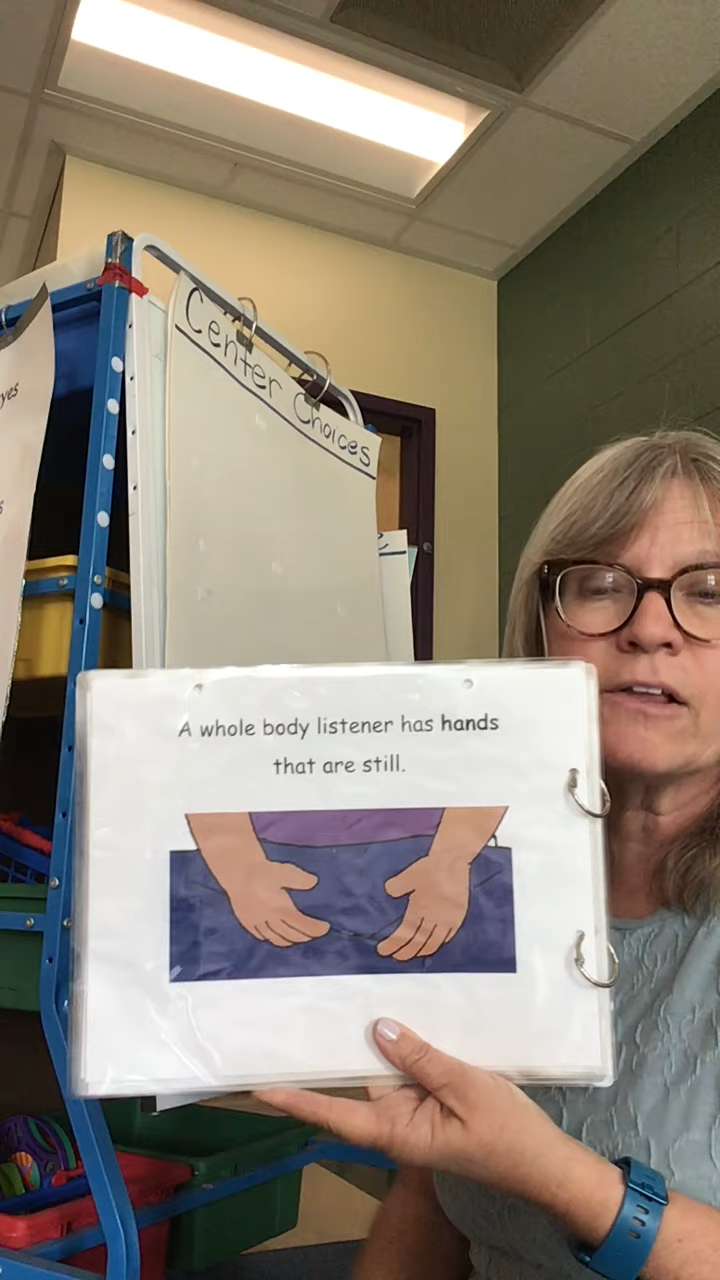 Center Choices
A whole body listener has hands
that are still.